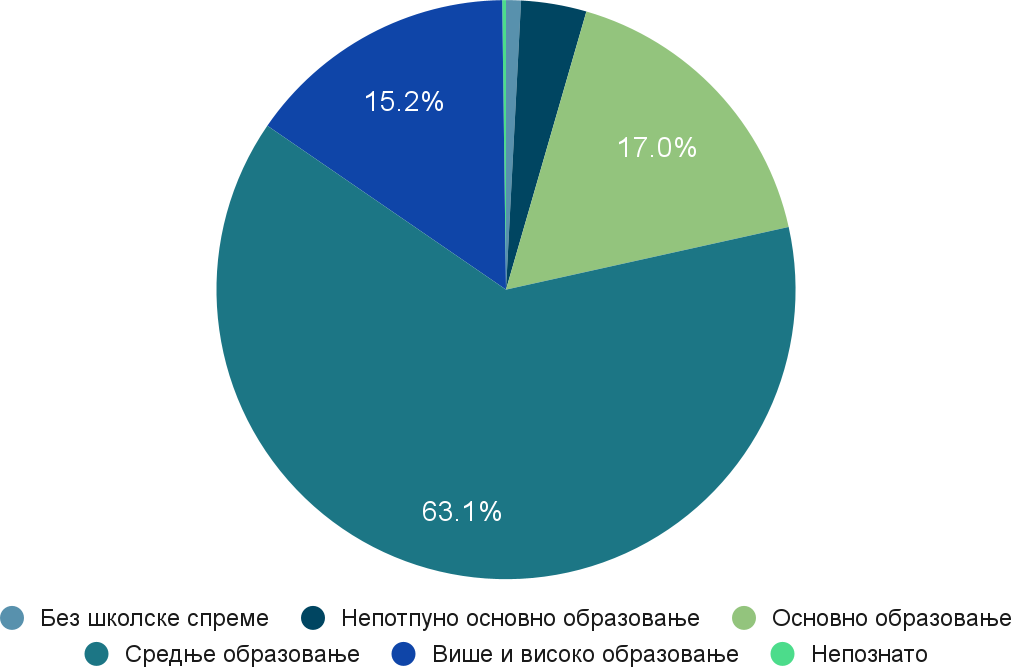 15.2%
17.0%
63.1%
Без школске спреме Непотпуно основно образовање Основно образовање
Средње образовање Више и високо образовање Непознато